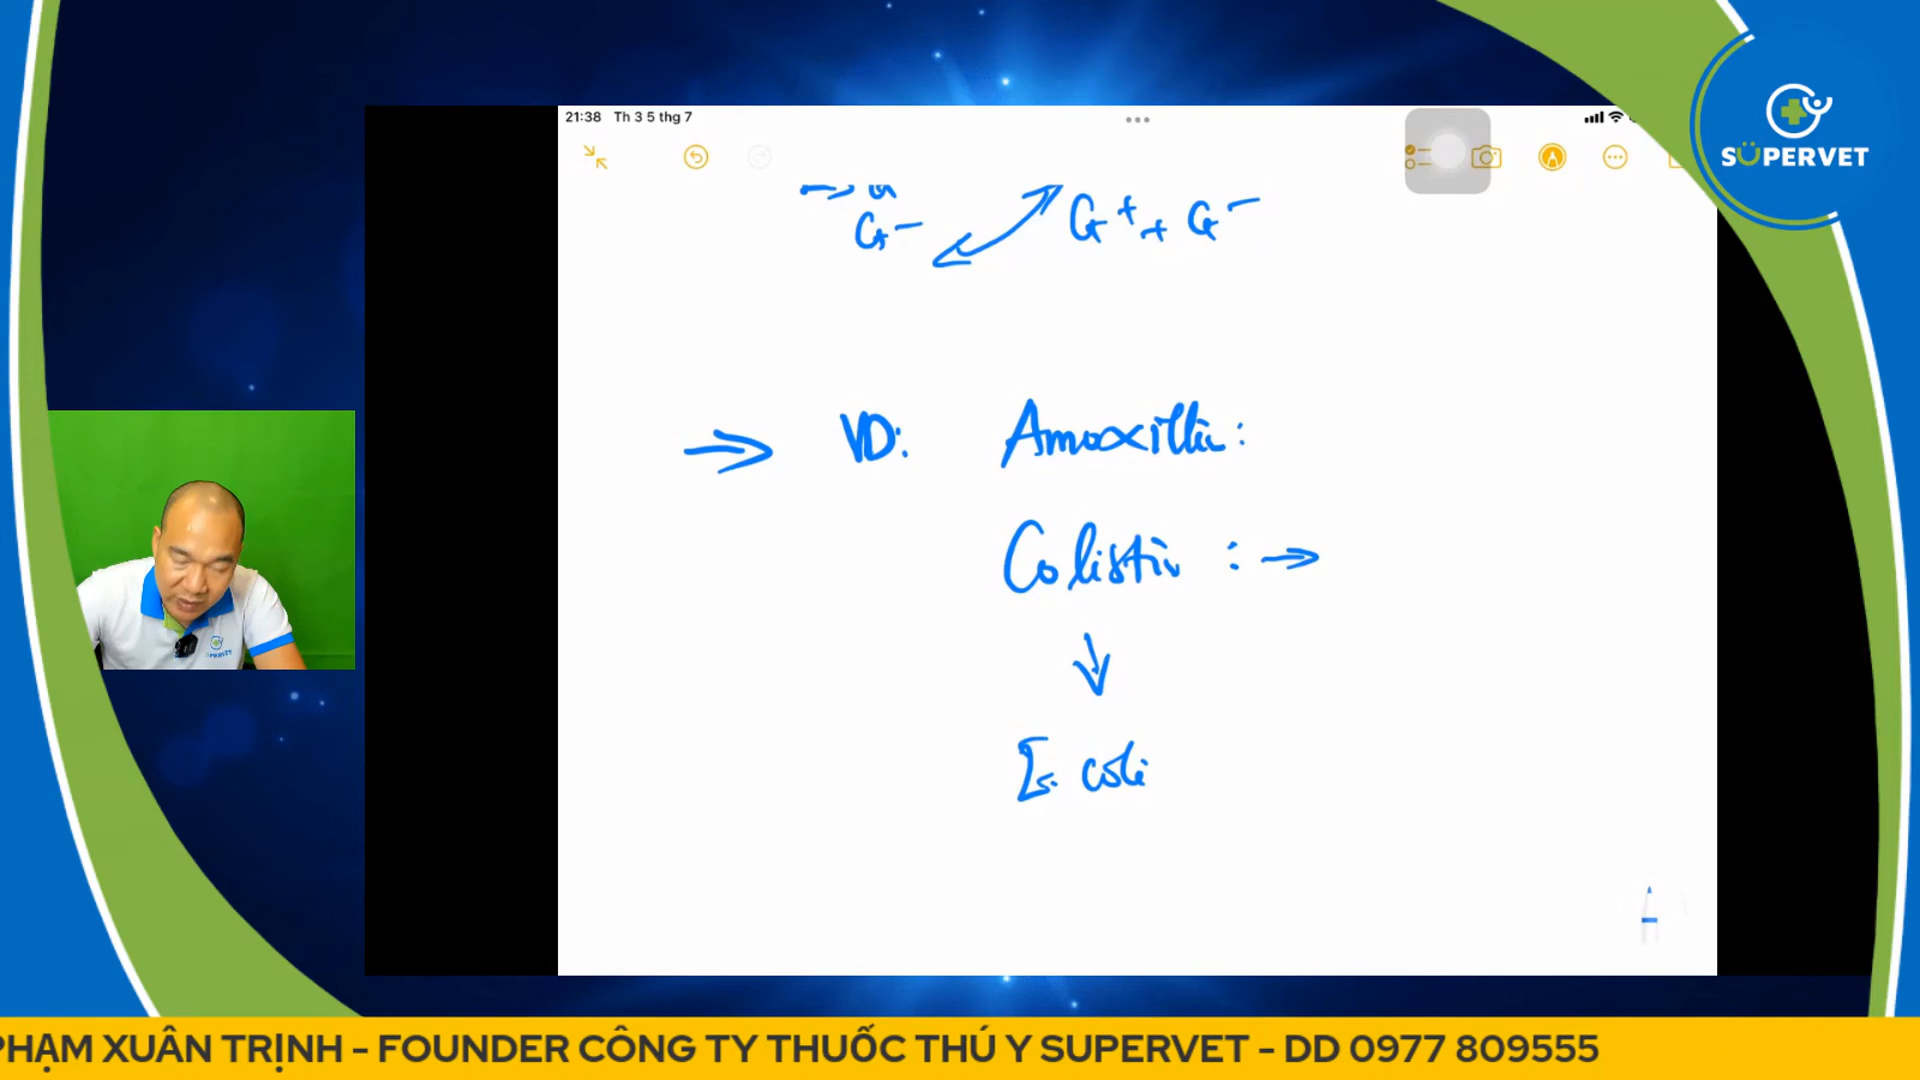 21:38 Th 3 5 thg 7
SÜPERVET
G- G+ + G-
VD: Amoxillin:
Colistin :
E. coli
PHẠM XUÂN TRỊNH - FOUNDER CÔNG TY THUỐC THÚ Y SUPERVET - DD 0977 809555